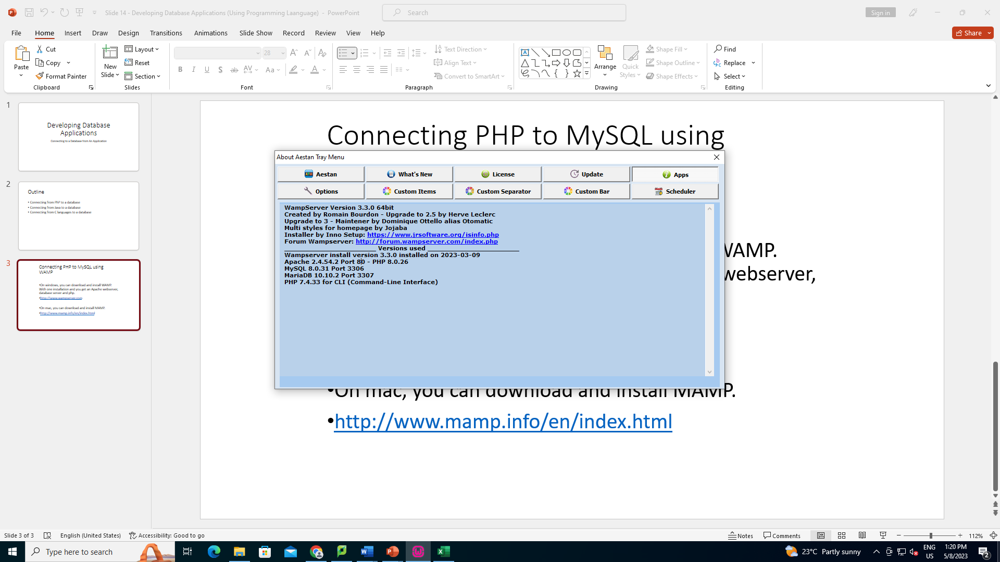 Slide 14 - Developing Database Applications (Using Programming Laanguage) - PowerPoint
Search
Sign in
File Home Insert Draw Design Transitions Animations Slide Show Record Review View Help
Share
Paste
Cut
Copy
Format Painter
Clipboard
New Slide
Layout
Reset
Section
Slides
28
B I U S ab AV Aa A
Font
Text Direction
Align Text
Convert to SmartArt
Paragraph
Arrange
Quick Styles
Shape Fill
Shape Outline
Shape Effects
Drawing
Find
Replace
Select
Editing
1
Developing Database
Applications
Connecting to a Database from An Application
2
Outline
• Connecting from PHP to a database
• Connecting from Java to a database
• Connecting from C languages to a database
3
Connecting PHP to MySQL using
WAMP
•On windows, you can download and install WAMP.
With one installation and you get an Apache webserver,
database server and php.
•http://www.wampserver.com
•On mac, you can download and install MAMP.
•http://www.mamp.info/en/index.html
Connecting PHP to MySQL using
WAMP.
webserver,
•On mac, you can download and install MAMP.
•http://www.mamp.info/en/index.html
About Aestan Tray Menu
Aestan What's New License Update Apps
Options Custom Items Custom Separator Custom Bar Scheduler
WampServer Version 3.3.0 64bit
Created by Romain Bourdon - Upgrade to 2.5 by Herve Leclerc
Upgrade to 3 - Maintener by Dominique Ottello alias Otomatic
Multi styles for homepage by Jojaba
Installer by Inno Setup: https://www.jrsoftware.org/isinfo.php
Forum Wampserver: http://forum.wampserver.com/index.php
______________________ Versions used ______________________
Wampserver install version 3.3.0 installed on 2023-03-09
Apache 2.4.54.2 Port 80 - PHP 8.0.26
MySQL 8.0.31 Port 3306
MariaDB 10.10.2 Port 3307
PHP 7.4.33 for CLI (Command-Line Interface)
Slide 3 of 3 English (United States) Accessibility: Good to go
Notes Comments 112%
Type here to search
23°C Partly sunny
ENG
US
1:20 PM
5/8/2023
2